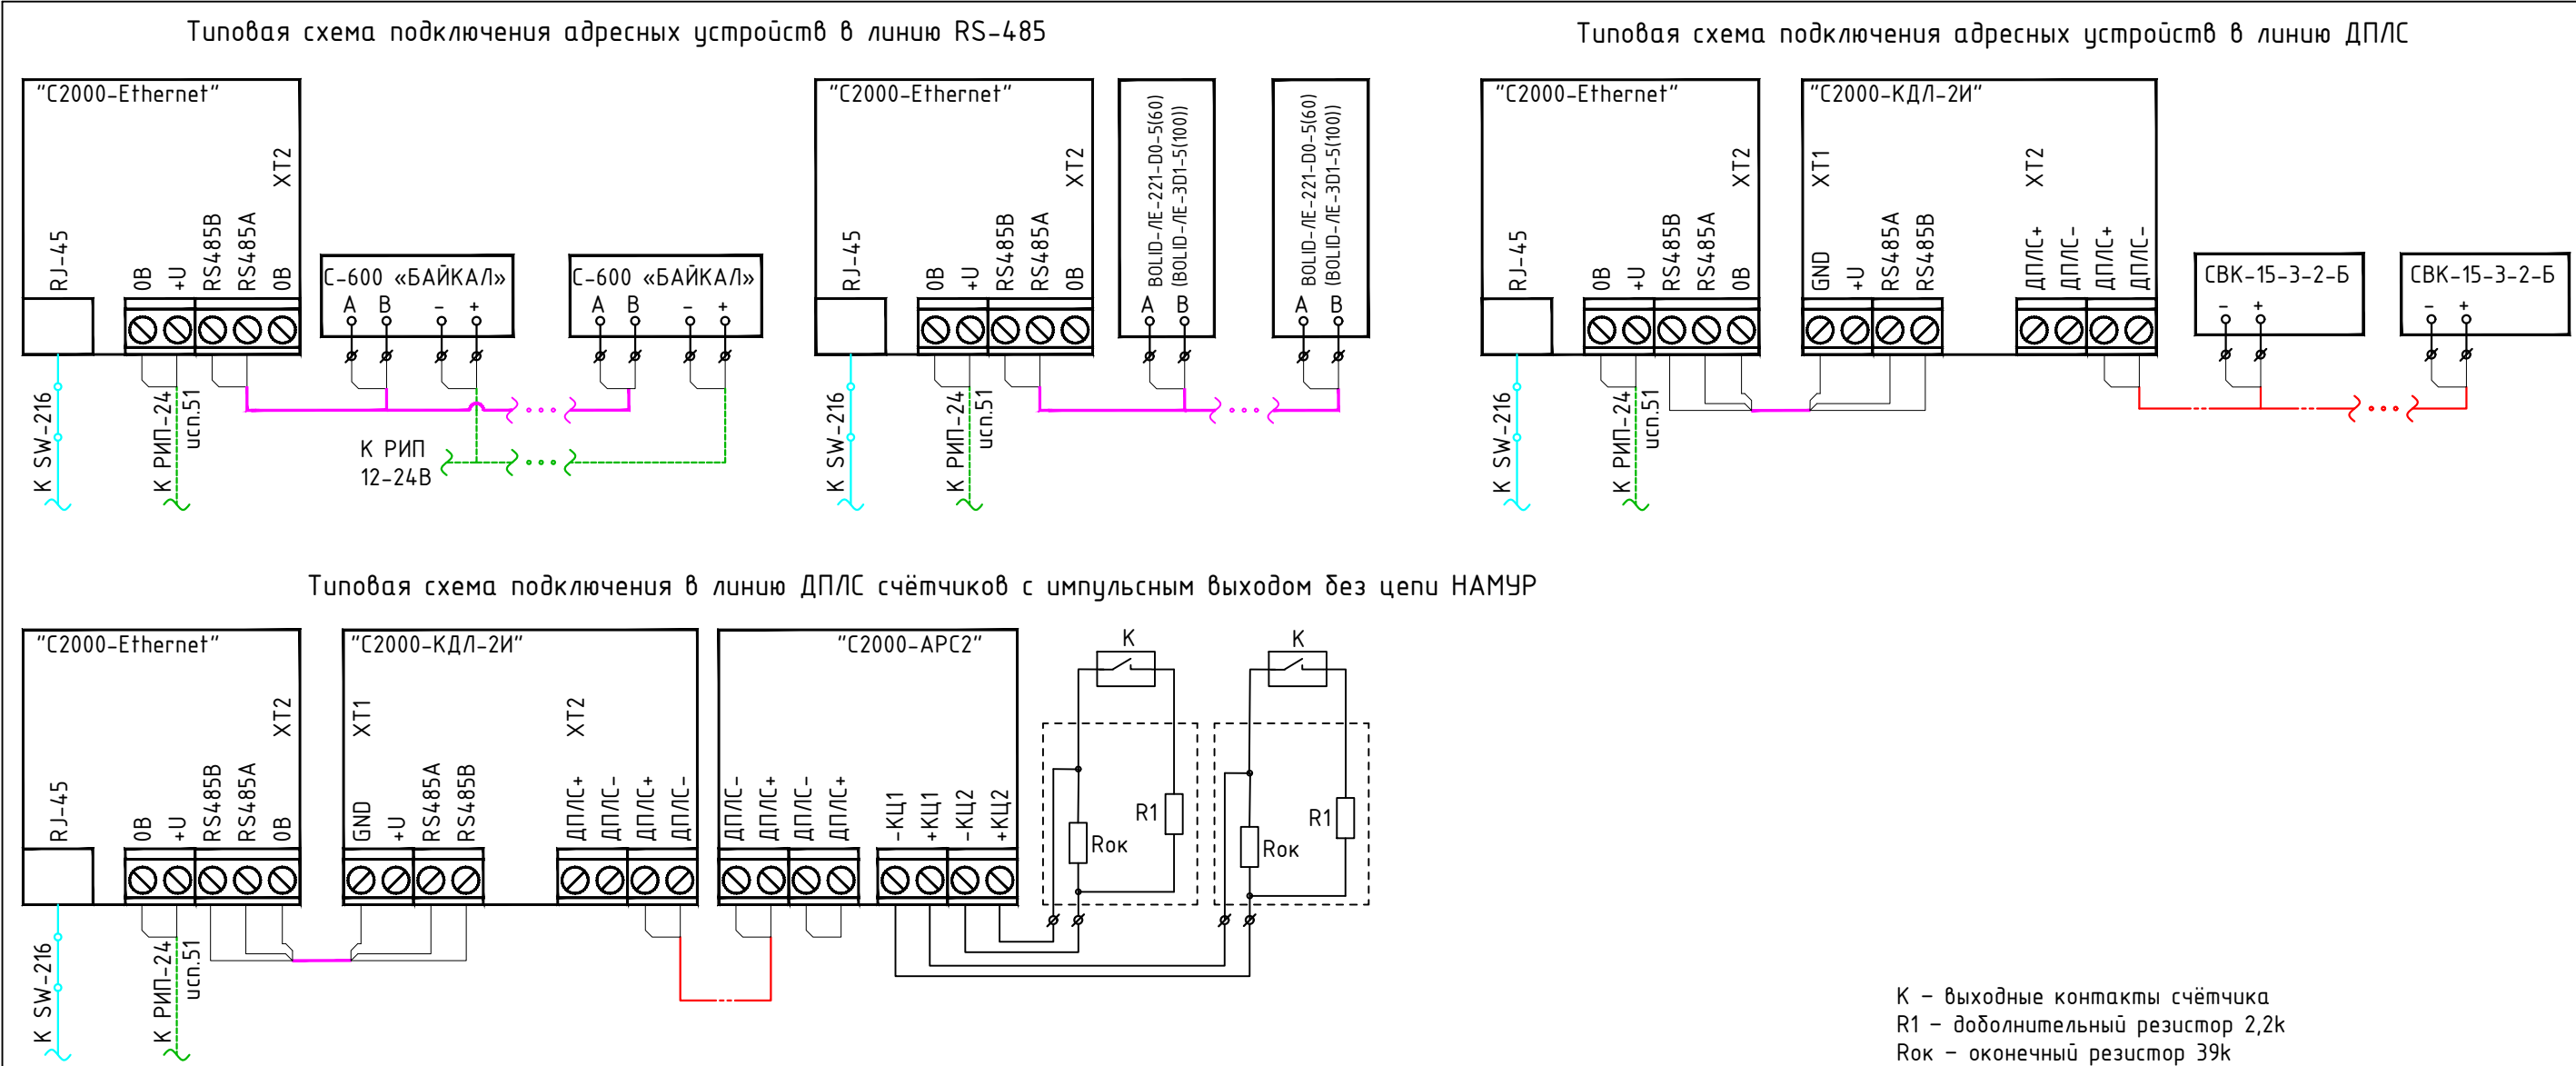 Типовая схема подключения адресных устройств в линию RS-485
"С2000-Ethernet"
XT2
RJ-45
0В
+U
RS485B
RS485A
0В
К SW-216
К РИП-24
исп.51
С-600 «БАЙКАЛ»
A B - +
С-600 «БАЙКАЛ»
A B - +
К РИП
12-24В
"С2000-Ethernet"
XT2
RJ-45
0В
+U
RS485B
RS485A
0В
К SW-216
К РИП-24
исп.51
BOLID-ЛЕ-221-D0-5(60)
(BOLID-ЛЕ-3D1-5(100))
A B
BOLID-ЛЕ-221-D0-5(60)
(BOLID-ЛЕ-3D1-5(100))
A B
Типовая схема подключения адресных устройств в линию ДПЛС
"С2000-Ethernet"
XT2
RJ-45
0В
+U
RS485B
RS485A
0В
К SW-216
К РИП-24
исп.51
"С2000-КДЛ-2И"
XT1
XT2
GND
+U
RS485A
RS485B
ДПЛС+
ДПЛС-
ДПЛС+
ДПЛС-
СВК-15-3-2-Б
- +
СВК-15-3-2-Б
- +
Типовая схема подключения в линию ДПЛС счётчиков с импульсным выходом без цепи НАМУР
"С2000-Ethernet"
XT2
RJ-45
0В
+U
RS485B
RS485A
0В
К SW-216
К РИП-24
исп.51
"С2000-КДЛ-2И"
XT1
XT2
GND
+U
RS485A
RS485B
ДПЛС+
ДПЛС-
ДПЛС+
ДПЛС-
"С2000-АРС2"
ДПЛС-
ДПЛС+
ДПЛС-
ДПЛС+
-КЦ1
+КЦ1
-КЦ2
+КЦ2
К
R1
Rок
К
R1
Rок
К - выходные контакты счётчика
R1 - доболнительный резистор 2,2k
Rок - оконечный резистор 39k